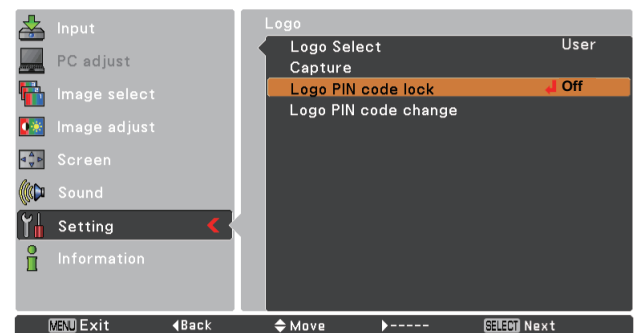 Input
PC adjust
Image select
Image adjust
Screen
Sound
Setting
Information
Logo
Logo Select User
Capture
Logo PIN code lock Off
Logo PIN code change
MENU Exit ◀Back Move ▶----- SELECT Next